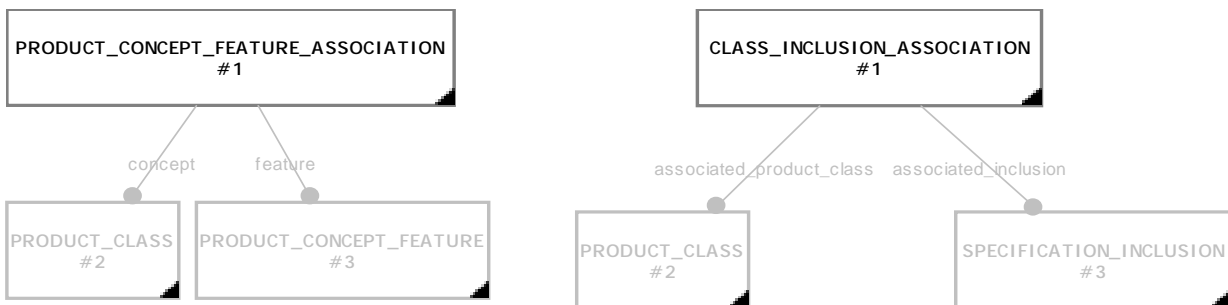 PRODUCT_CONCEPT_FEATURE_ASSOCIATION
#1
concept
feature
PRODUCT_CLASS
#2
PRODUCT_CONCEPT_FEATURE
#3
CLASS_INCLUSION_ASSOCIATION
#1
associated_product_class
associated_inclusion
PRODUCT_CLASS
#2
SPECIFICATION_INCLUSION
#3